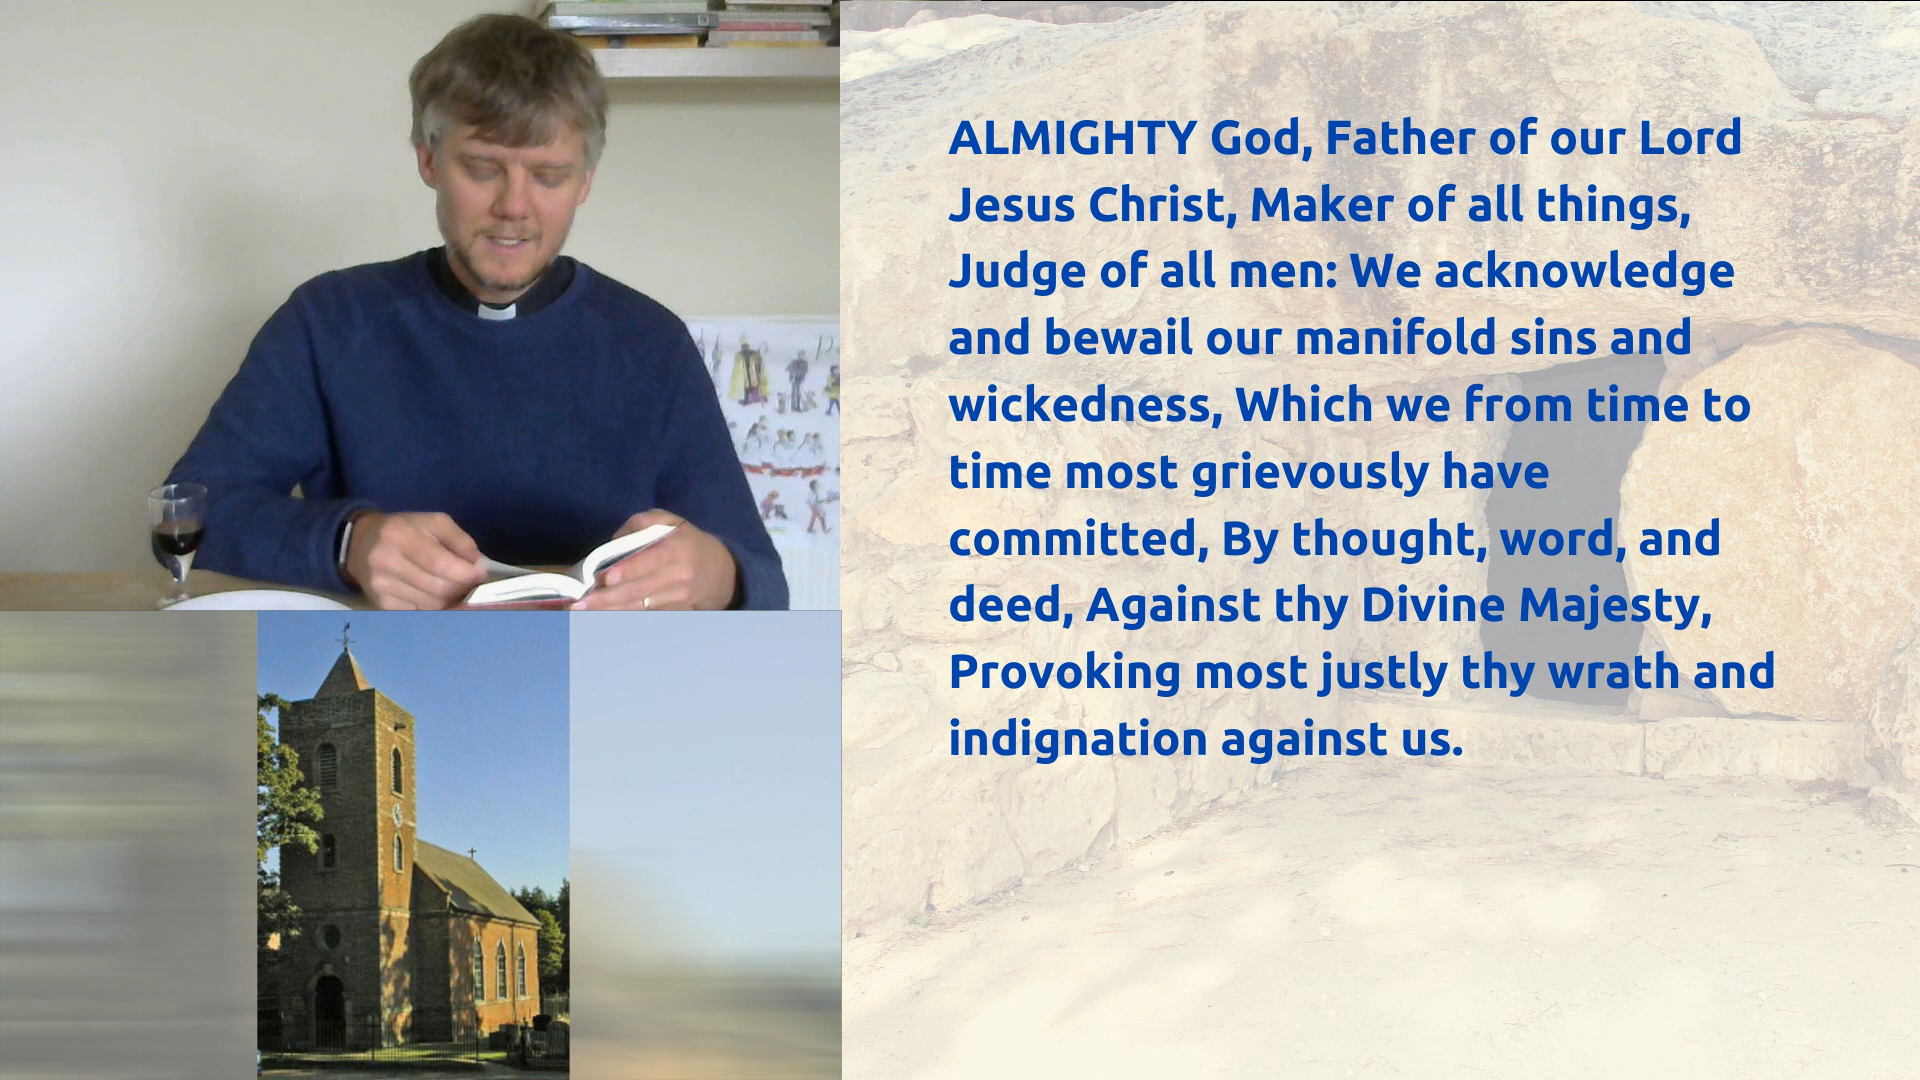 ALMIGHTY God, Father of our Lord
Jesus Christ, Maker of all things,
Judge of all men: We acknowledge
and bewail our manifold sins and
wickedness, Which we from time to
time most grievously have
committed, By thought, word, and
deed, Against thy Divine Majesty,
Provoking most justly thy wrath and
indignation against us.